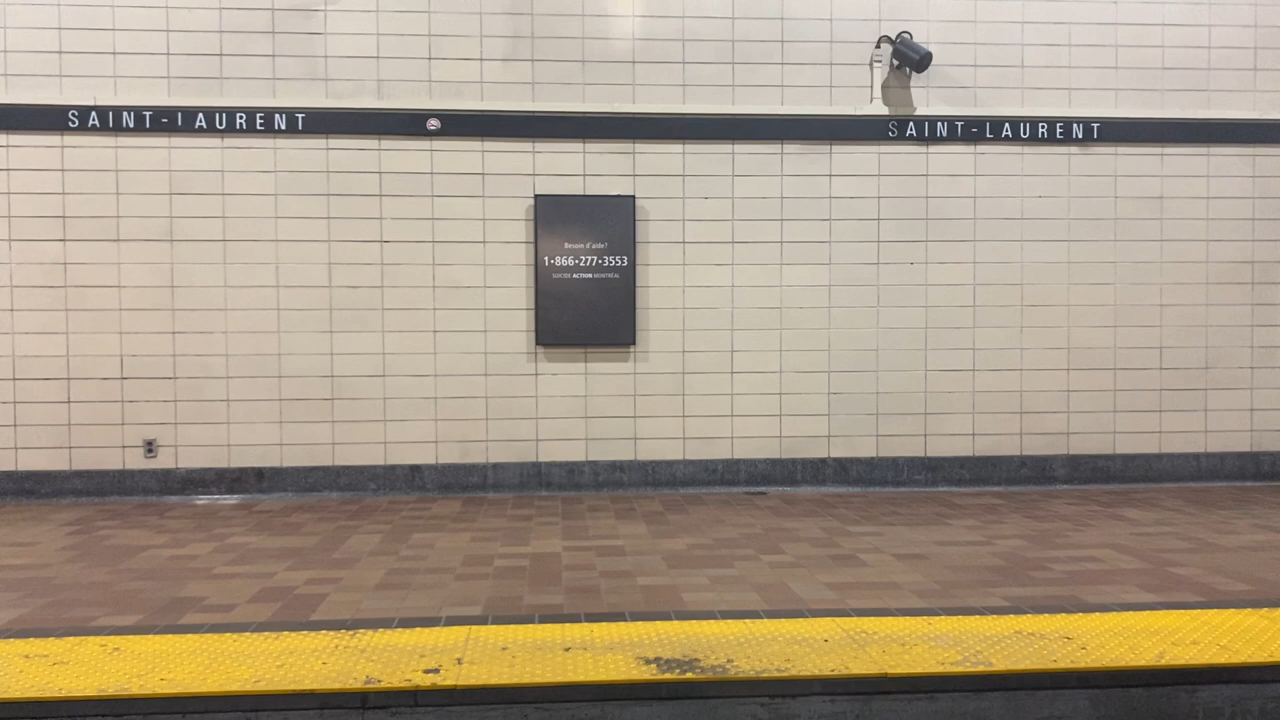 SAINT-LAURENT
SAINT-LAURENT
Besoin d'aide?
1•866•277•3553
SUICIDE ACTION MONTRÉAL